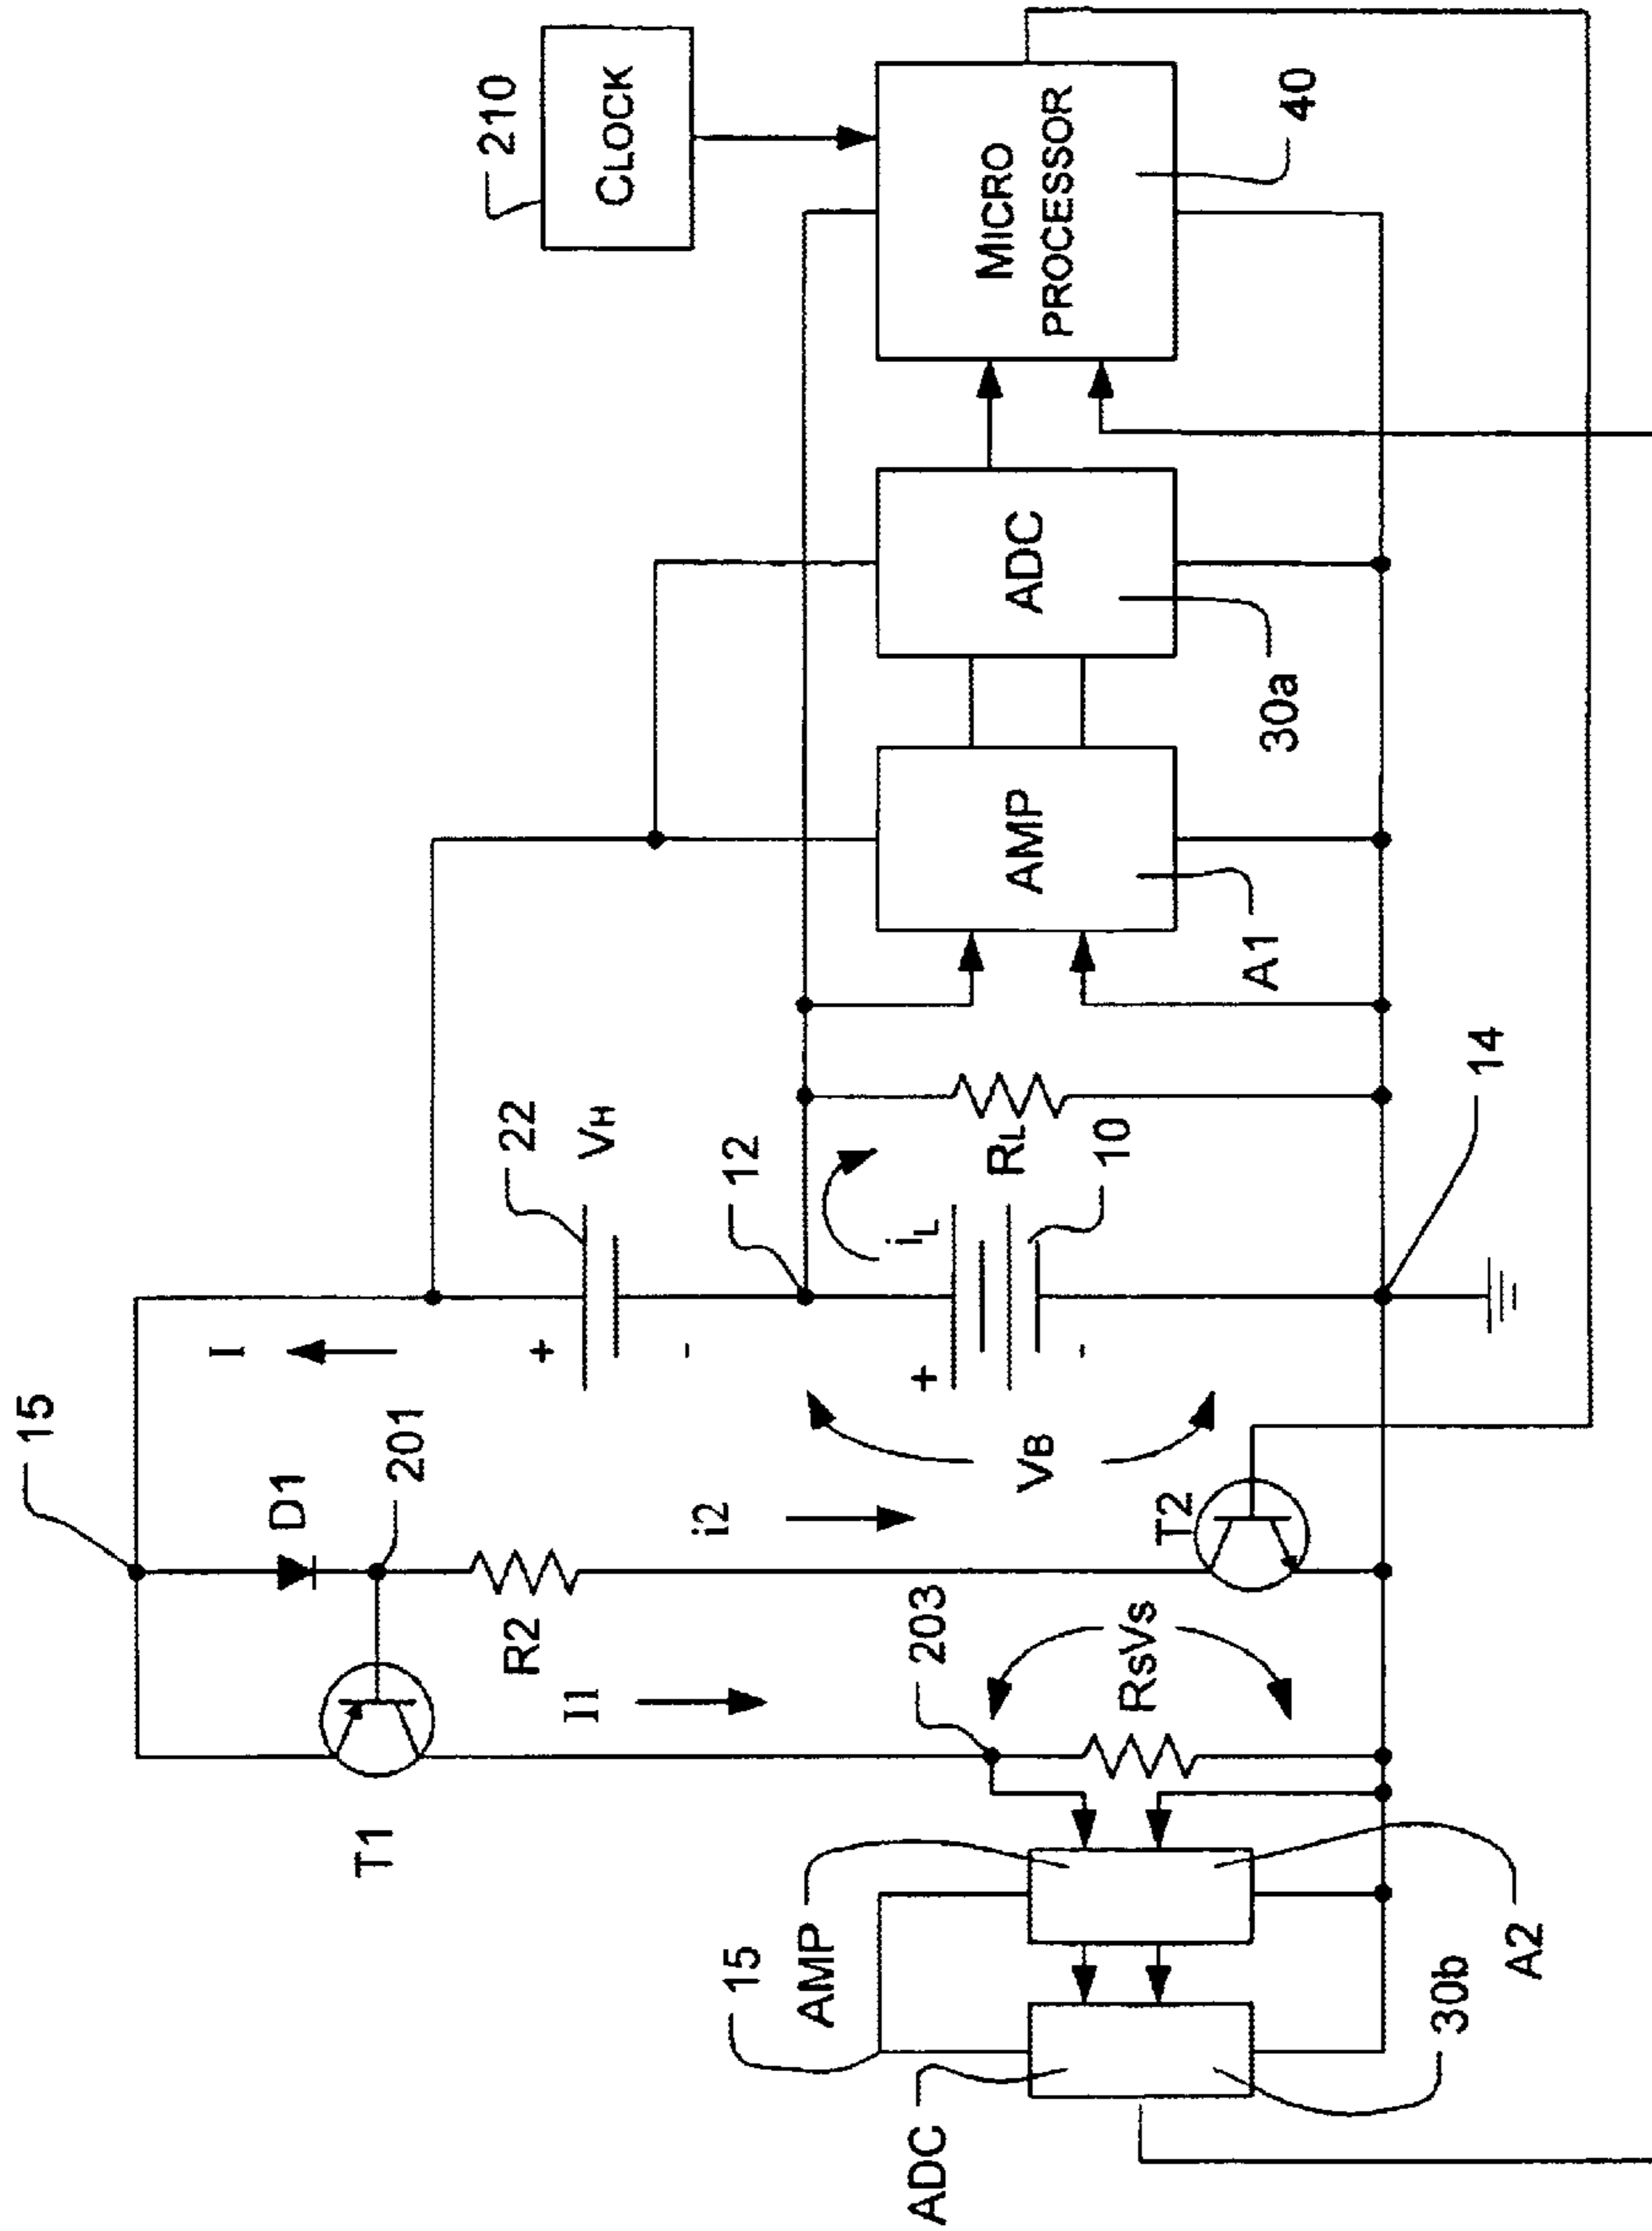 15
D1
201
T1
I
+
22
VH
-
R2
I1
i2
12
203
RsVs
VB
+
iL
RL
10
-
T2
14
15
AMP
ADC
A2
30b
AMP
A1
ADC
30a
210
CLOCK
MICRO
PROCESSOR
40